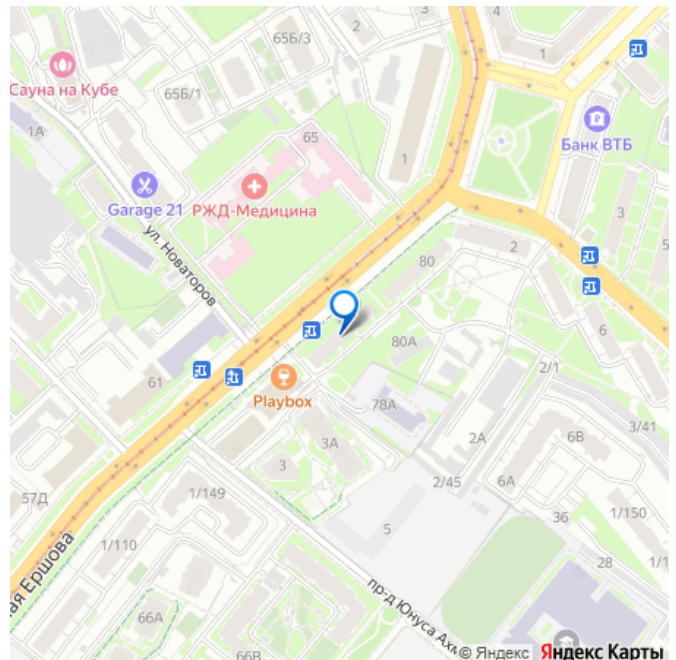 2
4
65Б/3
1
Сауна на Кубе
65Б/1
Банк ВТБ
1А
65
1
Garage 21
РЖД-Медицина
3
5
ул. Новаторов
2
80
80А
6
61
2/1
Playbox
78А
3/41
3А
2А
6В
3
2/45
6А
57Д
1/149
36
1/150
5
1/110
28
1/1
ая Ершова
пр-д Юнуса Ахм
66А
66В
© Яндекс Яндекс Карты